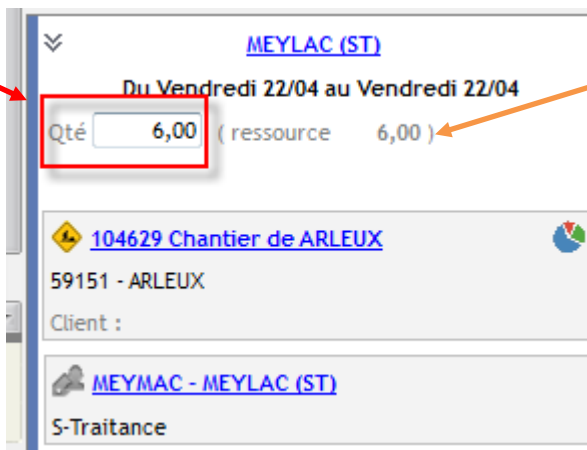 MEYLAC (ST)
Du Vendredi 22/04 au Vendredi 22/04
Qté 6,00 ( ressource 6,00 )
104629 Chantier de ARLEUX
59151 - ARLEUX
Client :
MEYMAC - MEYLAC (ST)
S-Traitance